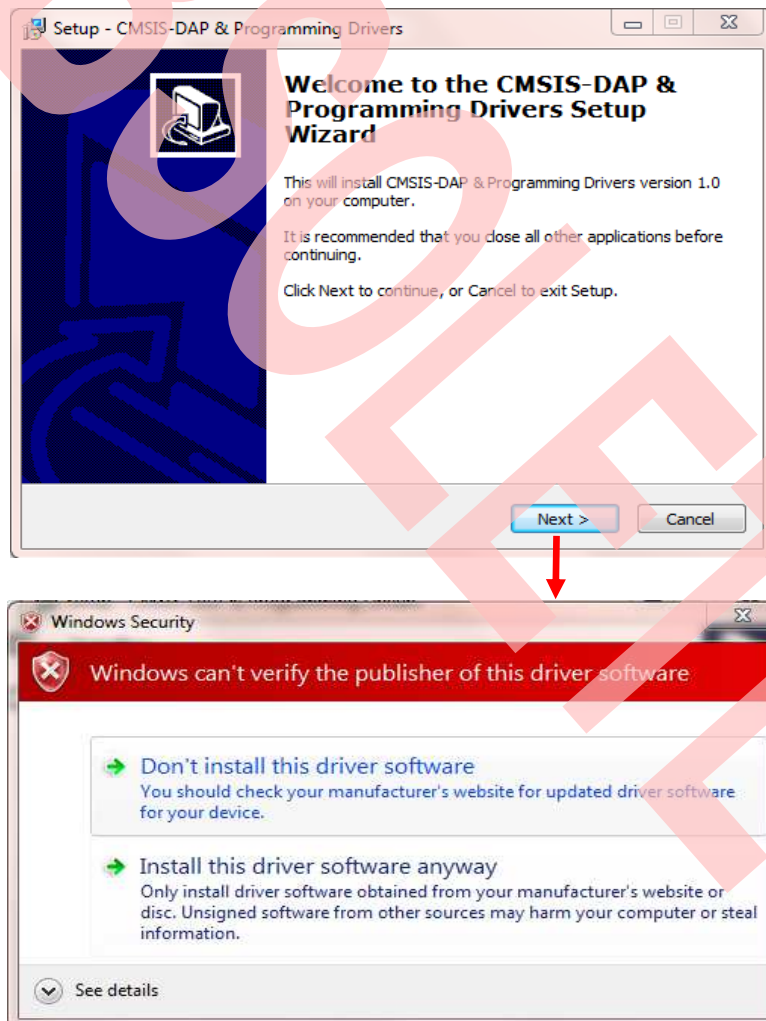 Setup - CMSIS-DAP & Programming Drivers
Welcome to the CMSIS-DAP &
Programming Drivers Setup
Wizard
This will install CMSIS-DAP & Programming Drivers version 1.0
on your computer.
It is recommended that you close all other applications before
continuing.
Click Next to continue, or Cancel to exit Setup.
Next >
Cancel
Windows Security
Windows can't verify the publisher of this driver software
Don't install this driver software
You should check your manufacturer's website for updated driver software
for your device.
Install this driver software anyway
Only install driver software obtained from your manufacturer's website or
disc. Unsigned software from other sources may harm your computer or steal
information.
See details